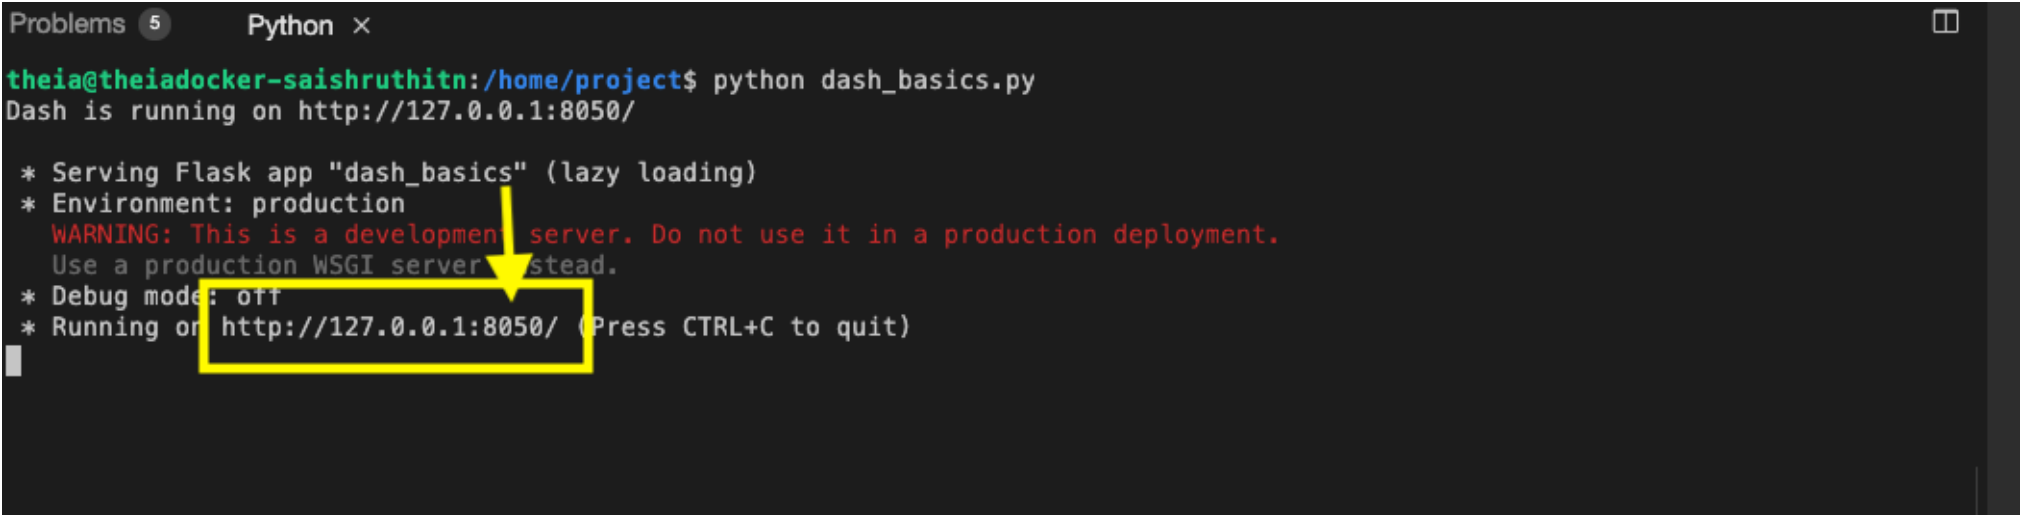 Problems 5 Python ×
theia@theiadocker-saishruthitn:/home/project$ python dash_basics.py
Dash is running on http://127.0.0.1:8050/
* Serving Flask app "dash_basics" (lazy loading)
* Environment: production
WARNING: This is a development server. Do not use it in a production deployment.
Use a production WSGI server instead.
* Debug mode: off
* Running on http://127.0.0.1:8050/ (Press CTRL+C to quit)